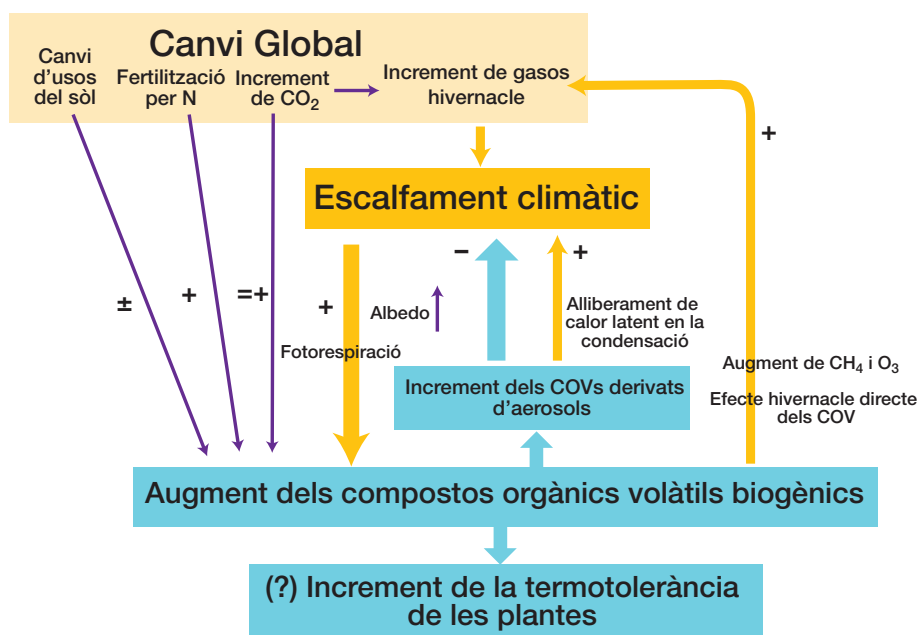 Canvi Global
Canvi
d’usos
del sòl
Fertilització
per N
Increment
de CO₂
Increment de gasos
hivernacle
+
Escalfament climàtic
−
+
±
+
=+
+
Albedo
Fotorespiració
Alliberament de
calor latent en la
condensació
Augment de CH₄ i O₃
Efecte hivernacle directe
dels COV
Increment dels COVs derivats
d’aerosols
Augment dels compostos orgànics volàtils biogènics
(?) Increment de la termotolerància
de les plantes